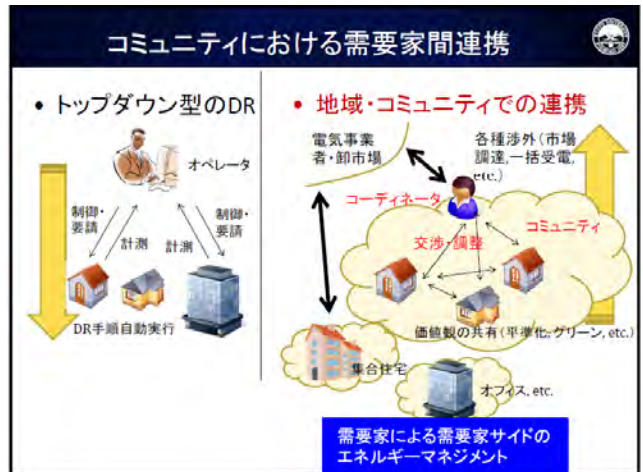 コミュニティにおける需要家間連携
• トップダウン型のDR
オペレータ
制御・
要請
計測
計測
制御・
要請
DR手順自動実行
• 地域・コミュニティでの連携
電気事業
者・卸市場
各種渉外(市場
調達,一括受電,
etc.)
コーディネータ
コミュニティ
交渉・調整
価値観の共有(平準化,グリーン, etc.)
集合住宅
オフィス, etc.
需要家による需要家サイドの
エネルギーマネジメント